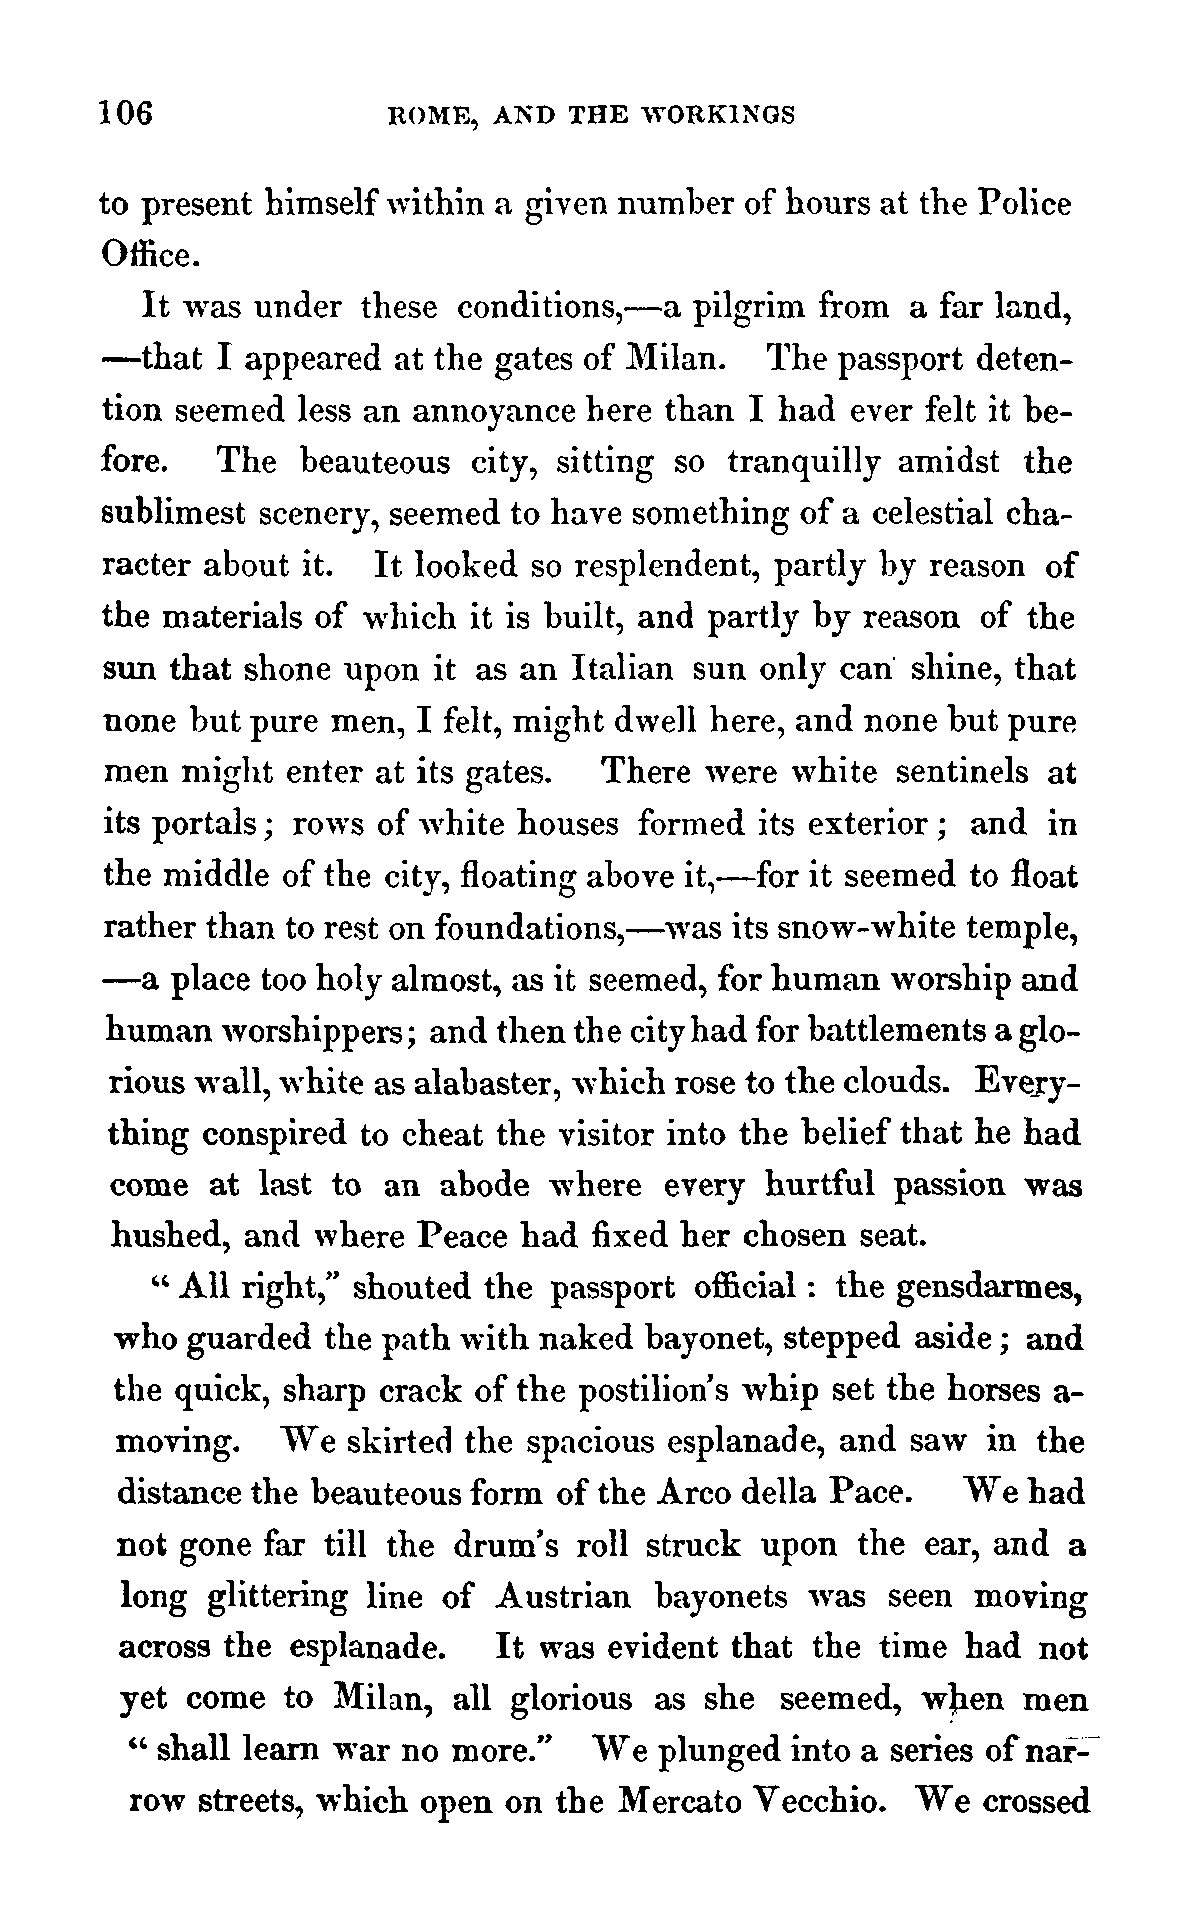 106 ROME, AND THE WORKINGS
to present himself within a given number of hours at the Police
Office.
It was under these conditions,—a pilgrim from a far land,
—that I appeared at the gates of Milan. The passport deten-
tion seemed less an annoyance here than I had ever felt it be-
fore. The beauteous city, sitting so tranquilly amidst the
sublimest scenery, seemed to have something of a celestial cha-
racter about it. It looked so resplendent, partly by reason of
the materials of which it is built, and partly by reason of the
sun that shone upon it as an Italian sun only can shine, that
none but pure men, I felt, might dwell here, and none but pure
men might enter at its gates. There were white sentinels at
its portals; rows of white houses formed its exterior; and in
the middle of the city, floating above it,—for it seemed to float
rather than to rest on foundations,—was its snow-white temple,
—a place too holy almost, as it seemed, for human worship and
human worshippers; and then the city had for battlements a glo-
rious wall, white as alabaster, which rose to the clouds. Every-
thing conspired to cheat the visitor into the belief that he had
come at last to an abode where every hurtful passion was
hushed, and where Peace had fixed her chosen seat.
“ All right,” shouted the passport official : the gensdarmes,
who guarded the path with naked bayonet, stepped aside; and
the quick, sharp crack of the postilion’s whip set the horses a-
moving. We skirted the spacious esplanade, and saw in the
distance the beauteous form of the Arco della Pace. We had
not gone far till the drum’s roll struck upon the ear, and a
long glittering line of Austrian bayonets was seen moving
across the esplanade. It was evident that the time had not
yet come to Milan, all glorious as she seemed, when men
“ shall learn war no more.” We plunged into a series of nar-
row streets, which open on the Mercato Vecchio. We crossed